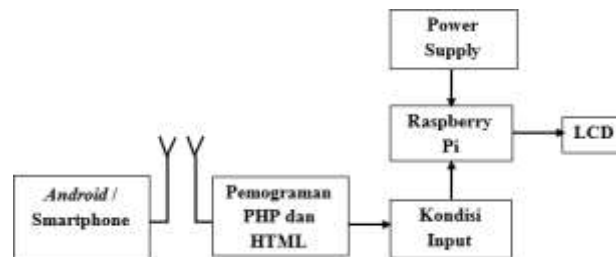 Power
Supply
Raspberry
Pi
LCD
Android /
Smartphone
Pemograman
PHP dan
HTML
Kondisi
Input